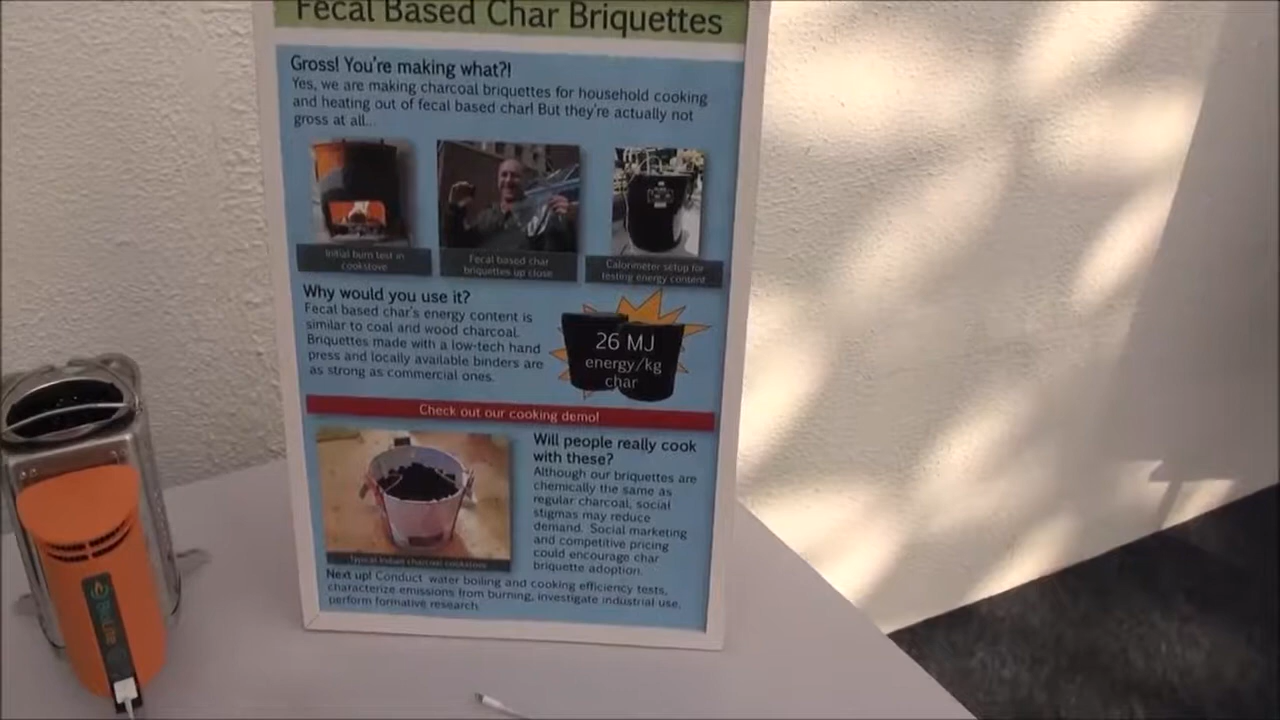 Fecal Based Char Briquettes
Gross! You're making what?!
Yes, we are making charcoal briquettes for household cooking
and heating out of fecal based char! But they're actually not
gross at all...
Initial burn test in
cookstove
Fecal based char
briquettes up close
Calorimeter setup for
testing energy content
Why would you use it?
Fecal based char's energy content is
similar to coal and wood charcoal.
Briquettes made with a low-tech hand
press and locally available binders are
as strong as commercial ones.
26 MJ
energy/kg
char
Check out our cooking demo!
Typical Indian charcoal cookstove
Will people really cook
with these?
Although our briquettes are
chemically the same as
regular charcoal, social
stigmas may reduce
demand. Social marketing
and competitive pricing
could encourage char
briquette adoption.
Next up! Conduct water boiling and cooking efficiency tests,
characterize emissions from burning, investigate industrial use,
perform formative research.
BioLite